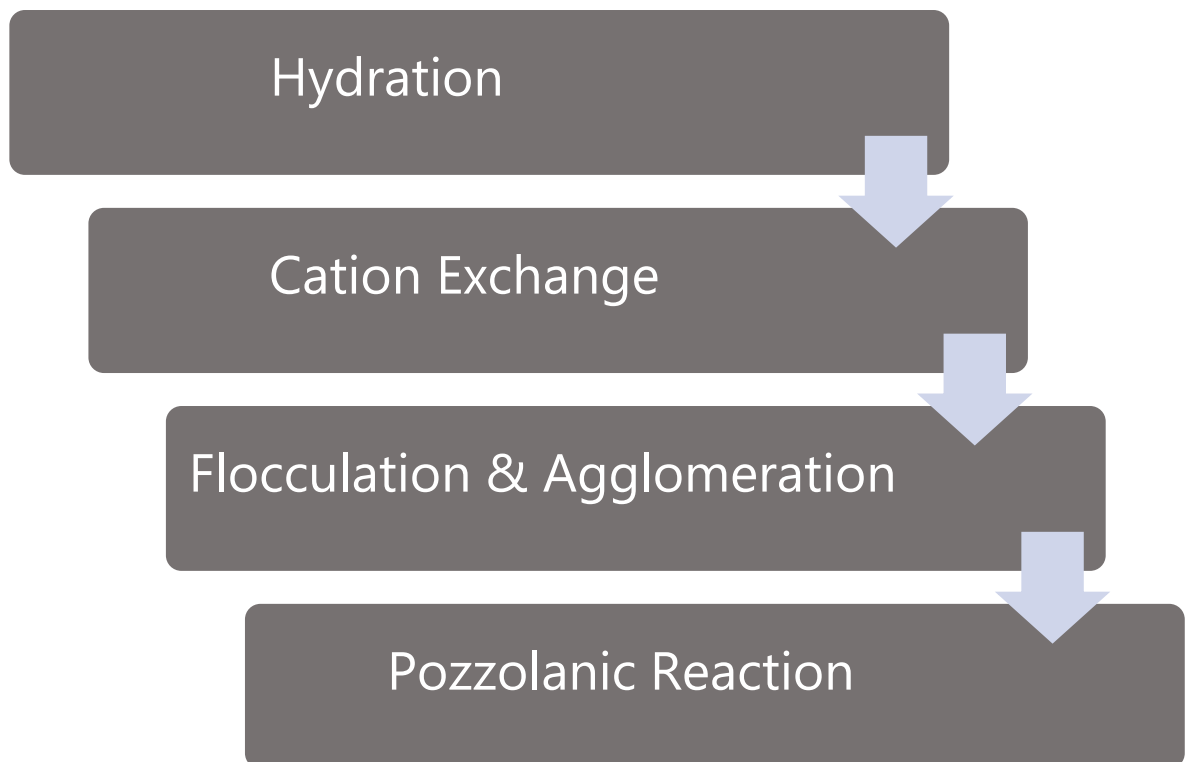 Hydration
Cation Exchange
Flocculation & Agglomeration
Pozzolanic Reaction